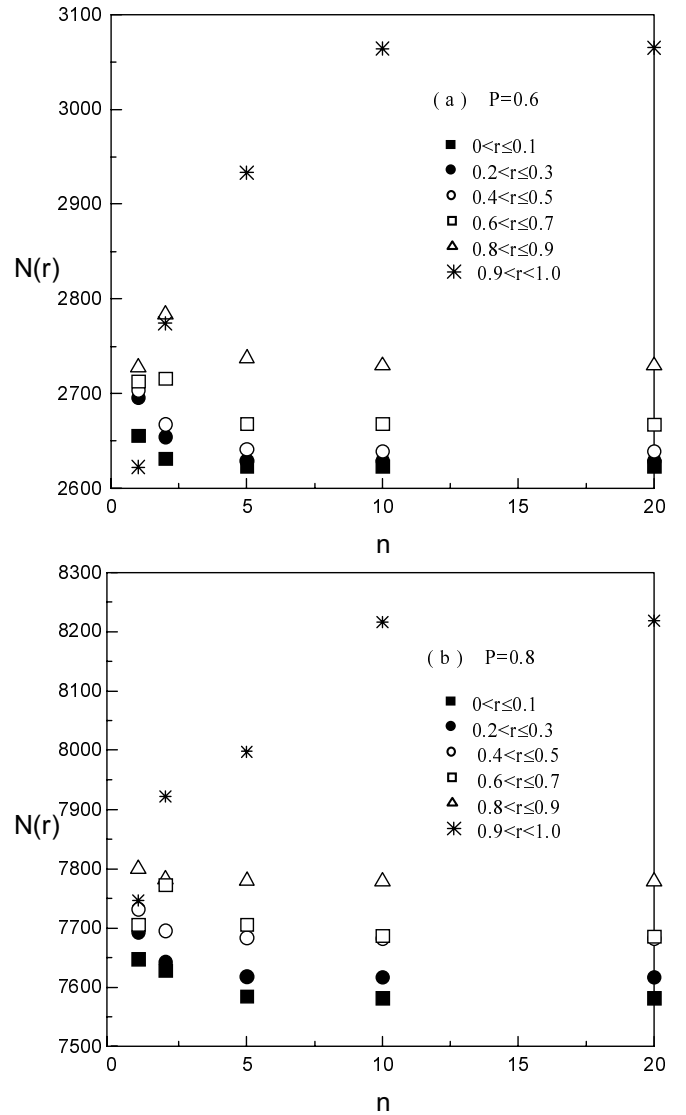 3100
( a ) P=0.6
3000
0<r≤0.1
0.2<r≤0.3
2900
0.4<r≤0.5
0.6<r≤0.7
0.8<r≤0.9
N(r)
0.9<r<1.0
2800
2700
2600
0 5 10 15 20
n
8300
8200
( b ) P=0.8
8100
0<r≤0.1
0.2<r≤0.3
8000
0.4<r≤0.5
0.6<r≤0.7
7900
0.8<r≤0.9
N(r)
0.9<r<1.0
7800
7700
7600
7500
0 5 10 15 20
n